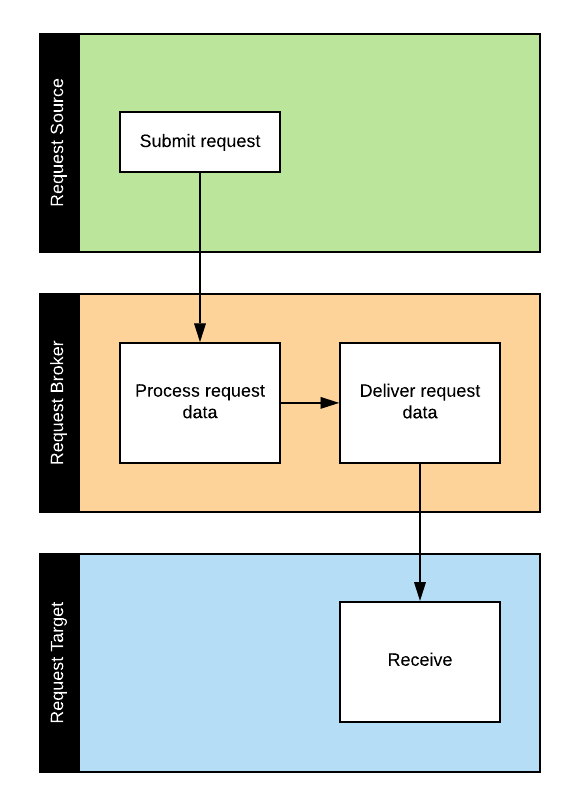 Request Source
Submit request
Request Broker
Process request
data
Deliver request
data
Request Target
Receive